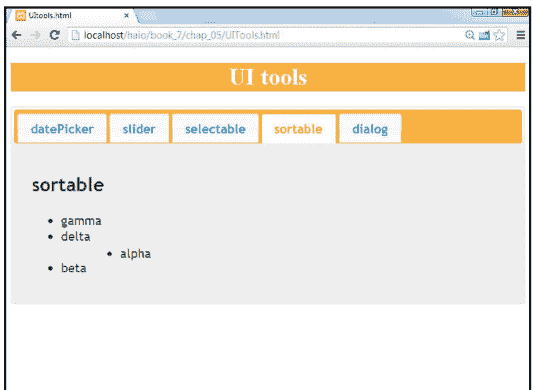 UItools.html
localhost/haio/book_7/chap_05/UITools.html
UI tools
datePicker slider selectable sortable dialog
sortable
• gamma
• delta
• alpha
• beta